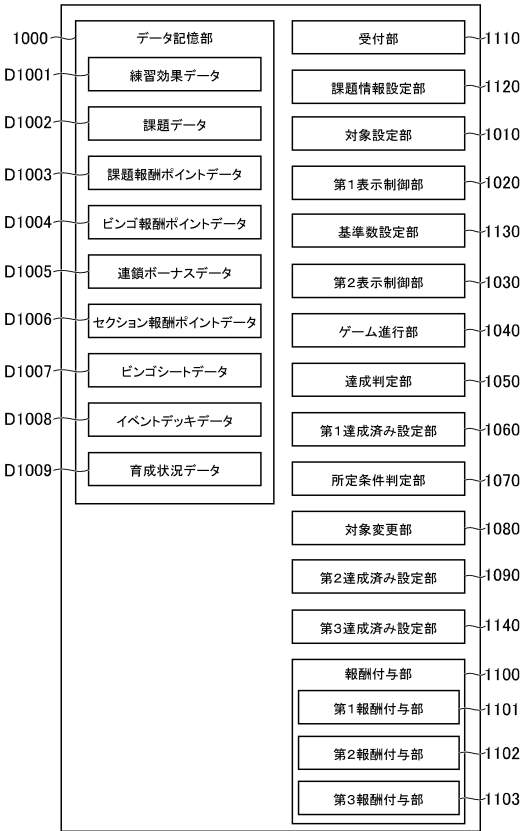 1000
データ記憶部
D1001
練習効果データ
D1002
課題データ
D1003
課題報酬ポイントデータ
D1004
ビンゴ報酬ポイントデータ
D1005
連鎖ボーナスデータ
D1006
セクション報酬ポイントデータ
D1007
ビンゴシートデータ
D1008
イベントデッキデータ
D1009
育成状況データ
受付部
1110
課題情報設定部
1120
対象設定部
1010
第1表示制御部
1020
基準数設定部
1130
第2表示制御部
1030
ゲーム進行部
1040
達成判定部
1050
第1達成済み設定部
1060
所定条件判定部
1070
対象変更部
1080
第2達成済み設定部
1090
第3達成済み設定部
1140
報酬付与部
1100
第1報酬付与部
1101
第2報酬付与部
1102
第3報酬付与部
1103